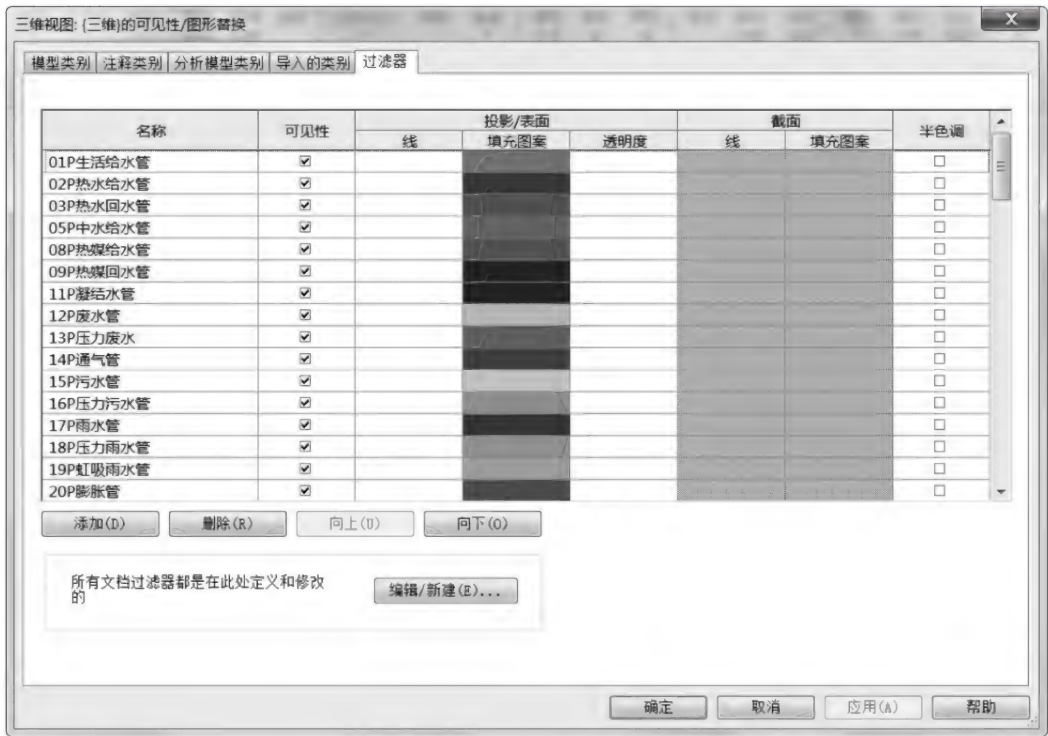 三维视图: {三维}的可见性/图形替换
模型类别 注释类别 分析模型类别 导入的类别 过滤器
名称 可见性 投影/表面 截面 半色调
线 填充图案 透明度 线 填充图案
01P生活给水管
02P热水给水管
03P热水回水管
05P中水给水管
08P热媒给水管
09P热媒回水管
11P凝结水管
12P废水管
13P压力废水
14P通气管
15P污水管
16P压力污水管
17P雨水管
18P压力雨水管
19P虹吸雨水管
20P膨胀管
添加(D) 删除(R) 向上(U) 向下(O)
所有文档过滤器都是在此处定义和修改
的
编辑/新建(E)...
确定 取消 应用(A) 帮助